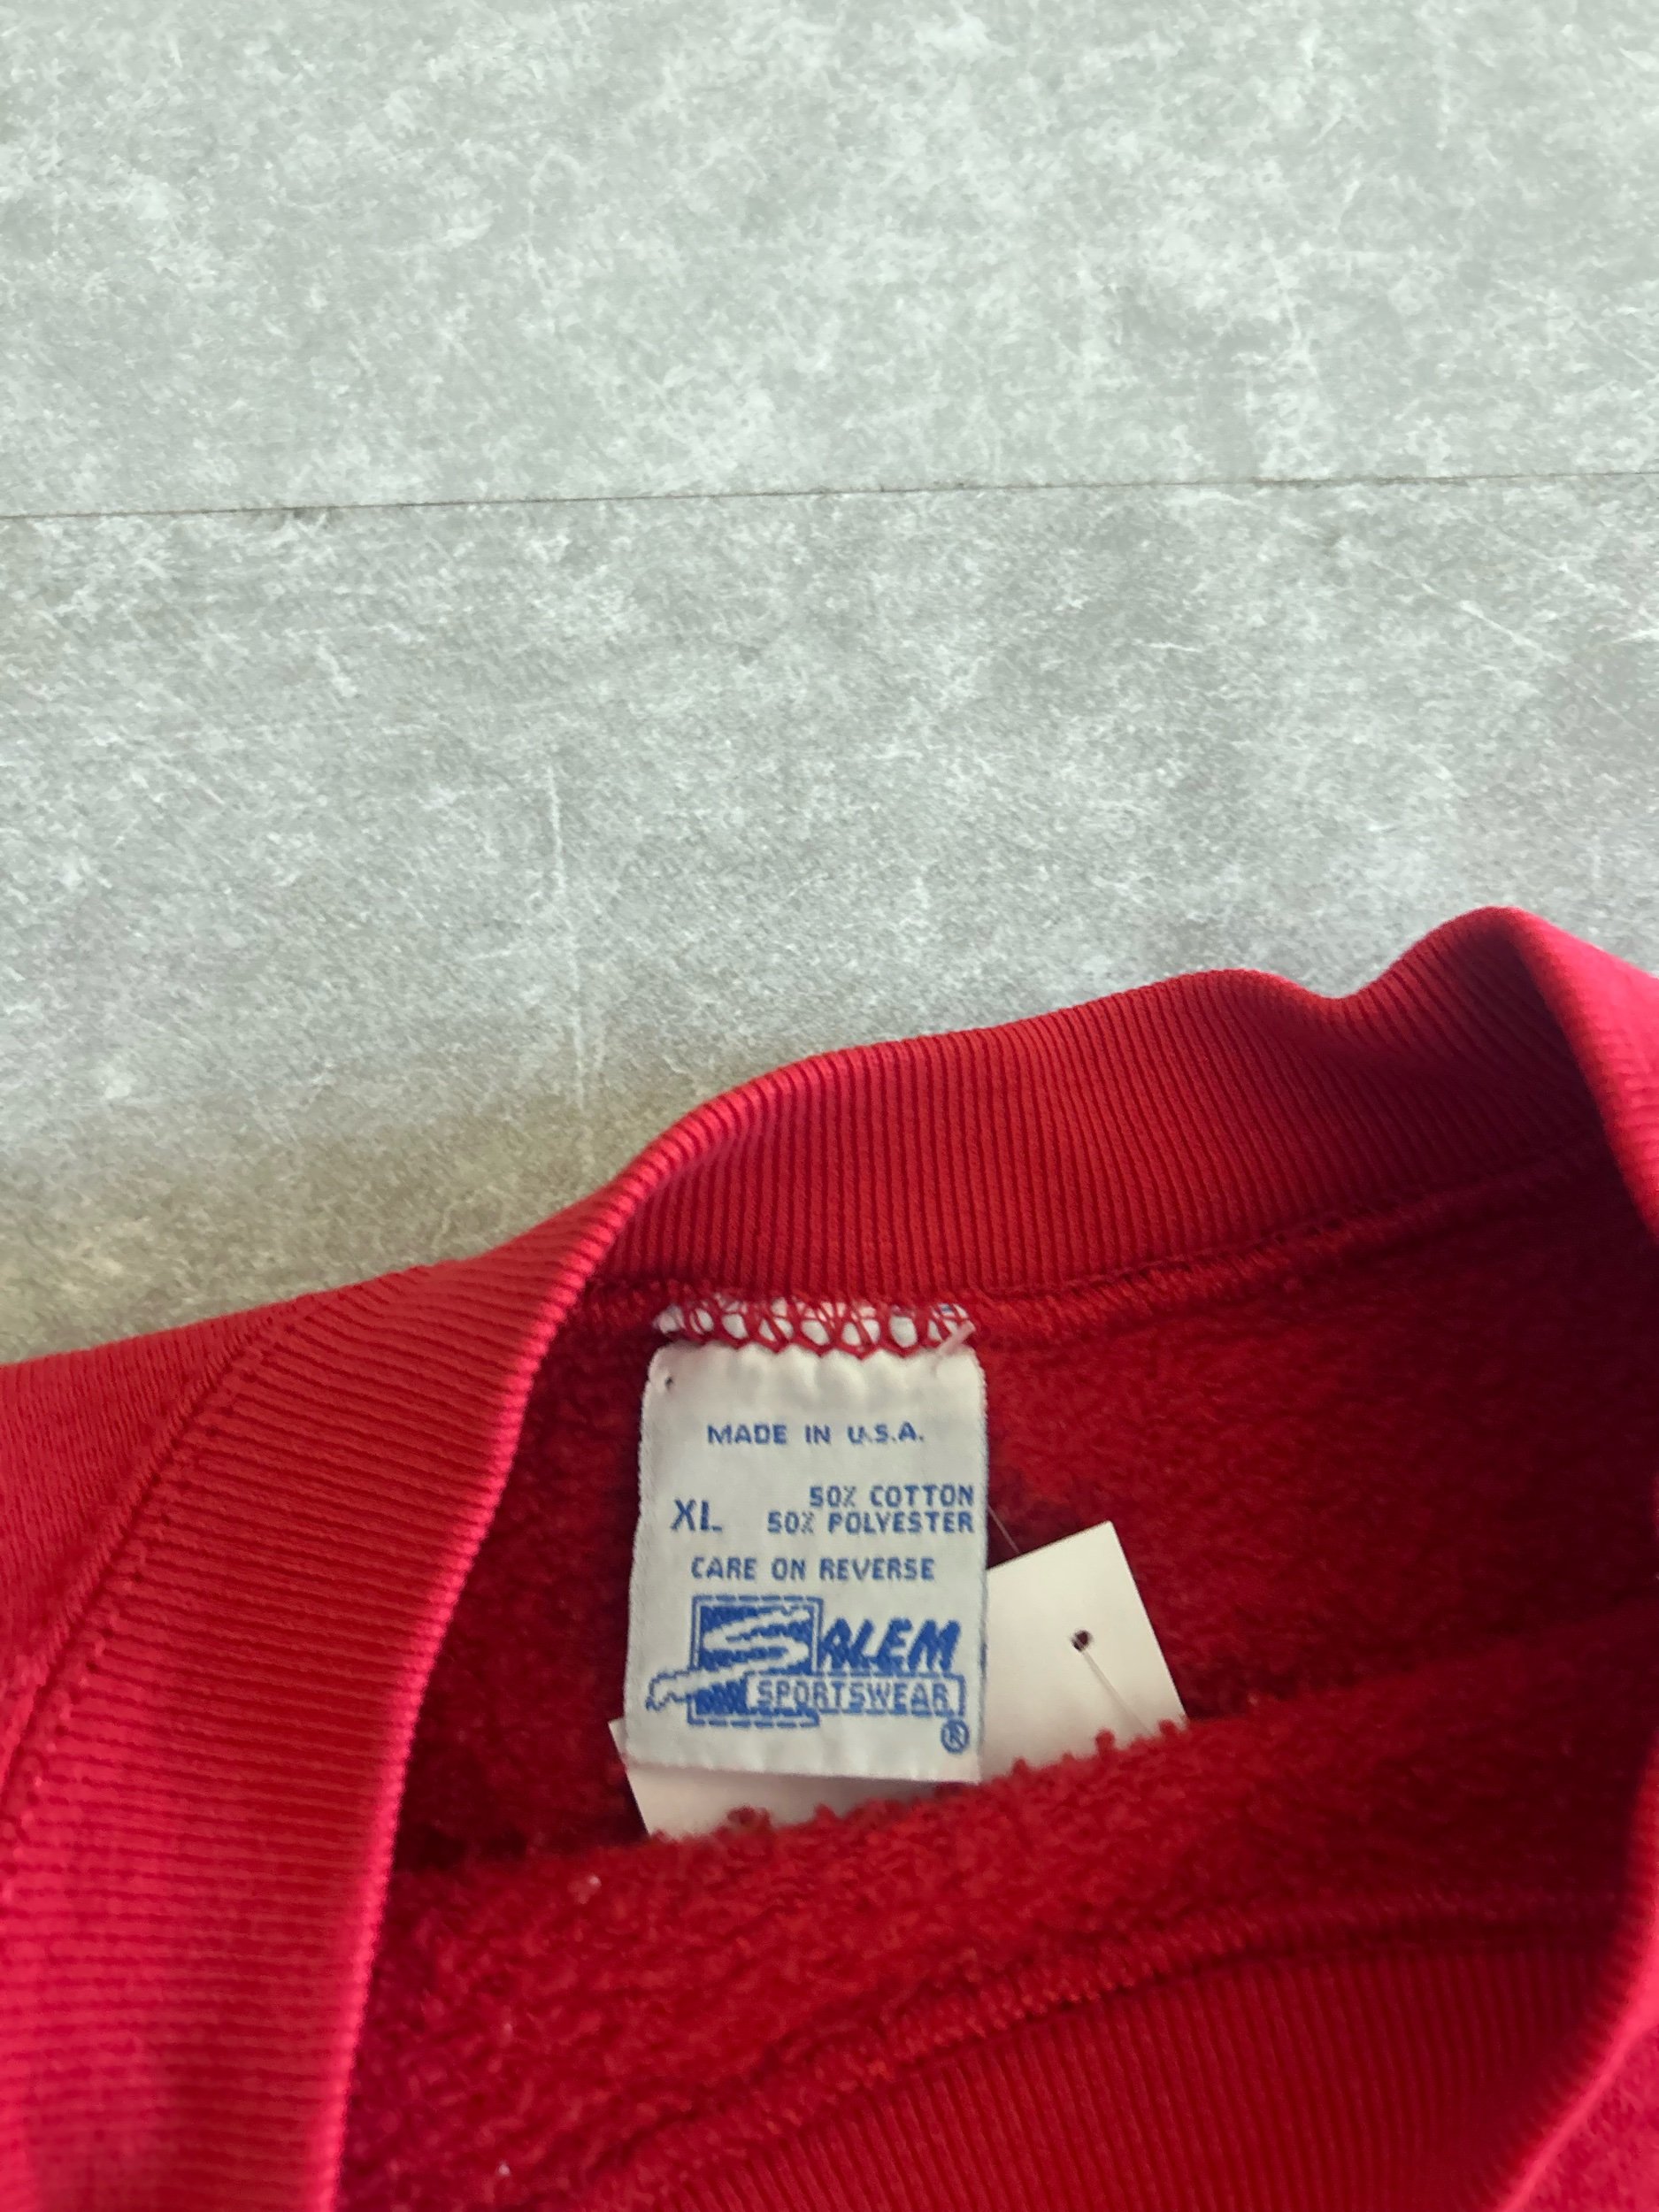 MADE IN U.S.A.
50% COTTON
XL 50% POLYESTER
CARE ON REVERSE
SALEM
SPORTSWEAR
®